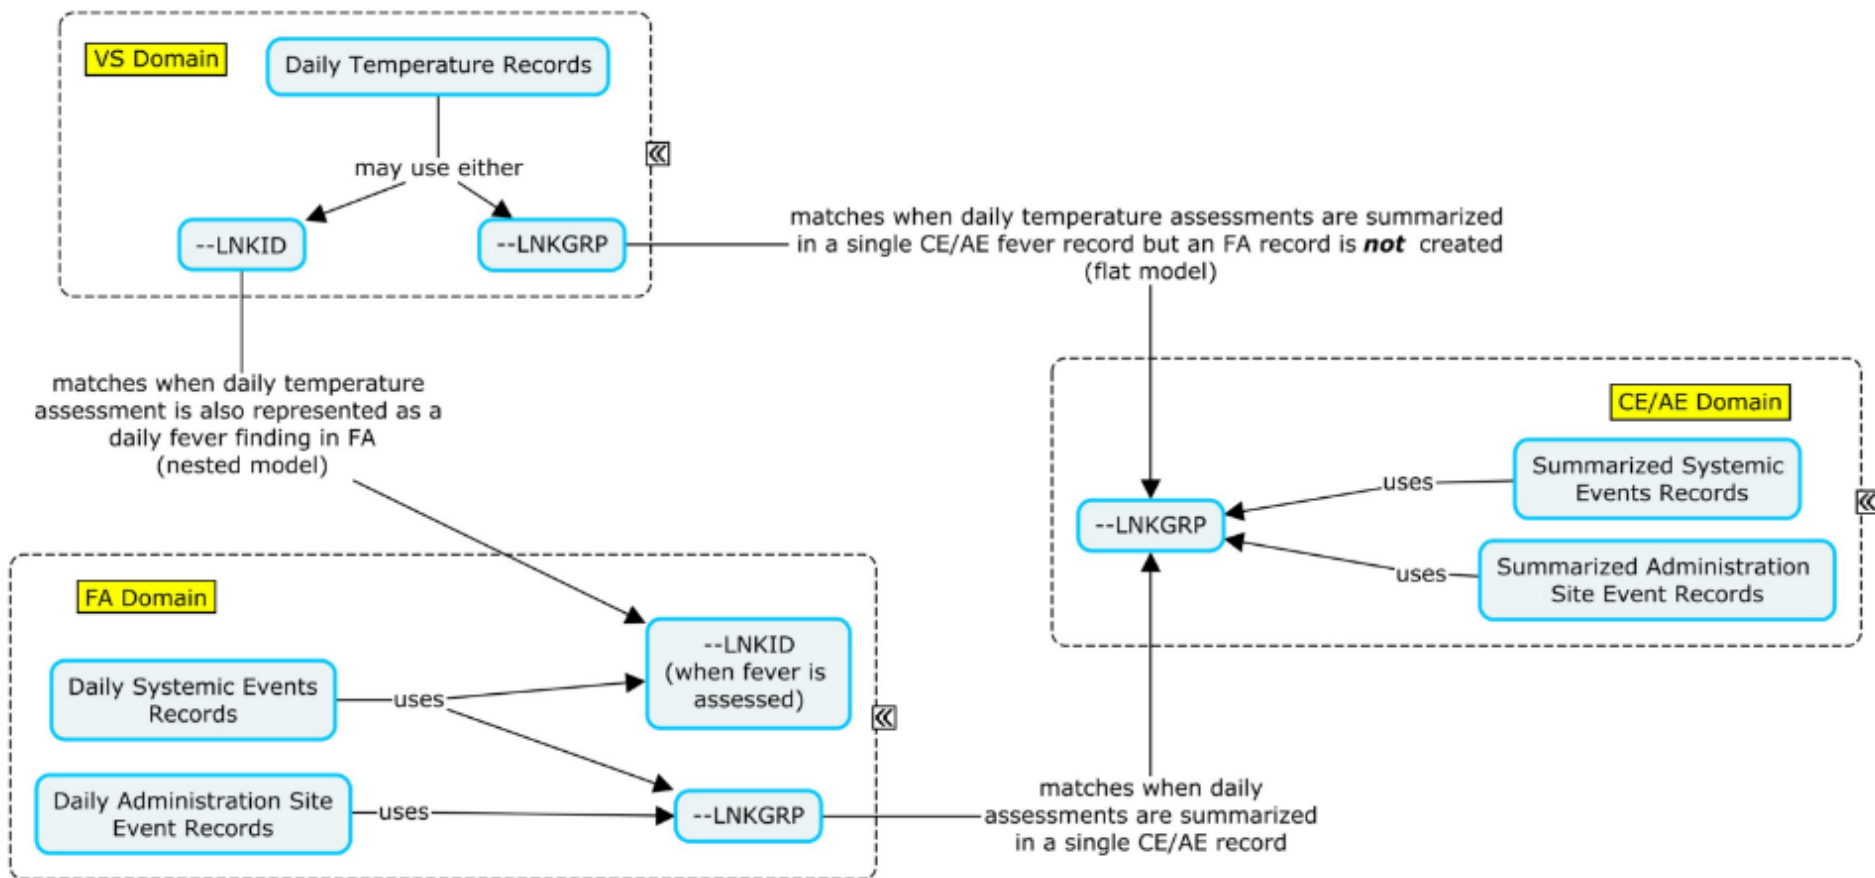 VS Domain
Daily Temperature Records
may use either
--LNKID
--LNKGRP
matches when daily temperature assessments are summarized
in a single CE/AE fever record but an FA record is not created
(flat model)
matches when daily temperature
assessment is also represented as a
daily fever finding in FA
(nested model)
CE/AE Domain
Summarized Systemic
Events Records
uses
--LNKGRP
uses
Summarized Administration
Site Event Records
FA Domain
--LNKID
(when fever is
assessed)
Daily Systemic Events
Records
uses
Daily Administration Site
Event Records
uses
--LNKGRP
matches when daily
assessments are summarized
in a single CE/AE record